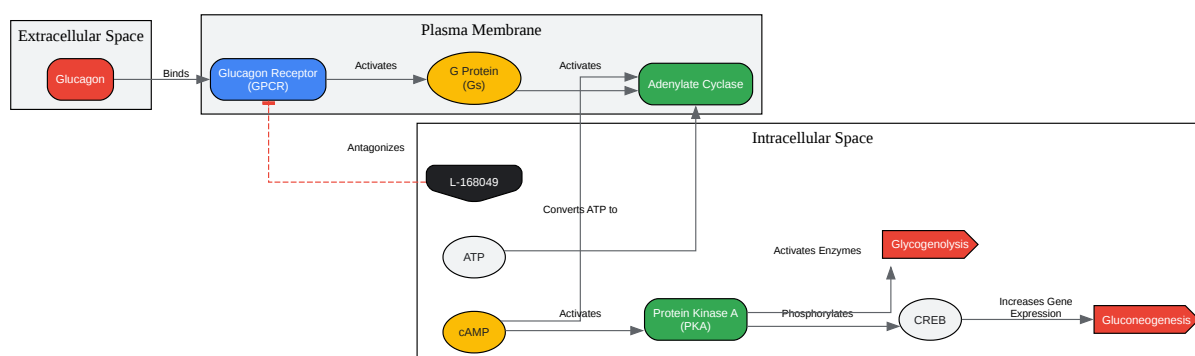 Extracellular Space
Plasma Membrane
Glucagon
Binds
Glucagon Receptor
(GPCR)
Activates
G Protein
(Gs)
Activates
Adenylate Cyclase
Intracellular Space
Antagonizes
L-168049
Converts ATP to
ATP
Activates Enzymes
Glycogenolysis
cAMP
Activates
Protein Kinase A
(PKA)
Phosphorylates
CREB
Increases Gene
Expression
Gluconeogenesis